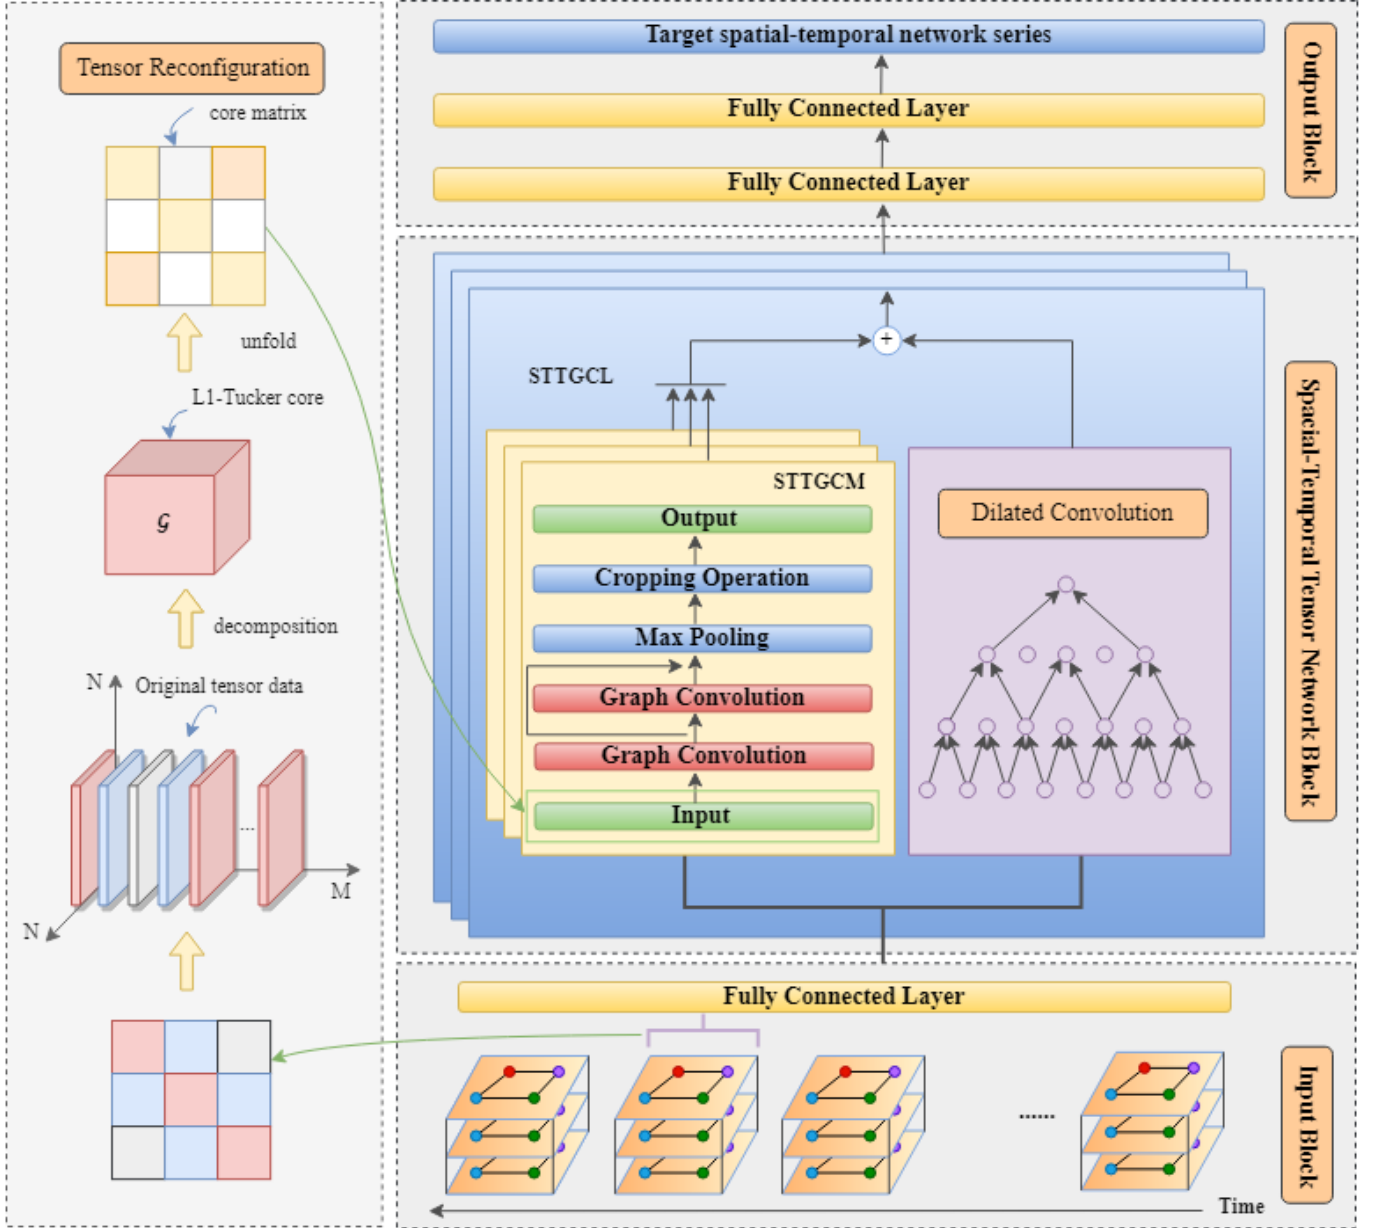 Tensor Reconfiguration
core matrix
unfold
L1-Tucker core
𝒢
decomposition
N
Original tensor data
...
M
N
Target spatial-temporal network series
Fully Connected Layer
Fully Connected Layer
Output Block
+
STTGCL
STTGCM
Output
Cropping Operation
Max Pooling
Graph Convolution
Graph Convolution
Input
Dilated Convolution
Spacial-Temporal Tensor Network Block
Fully Connected Layer
......
Time
Input Block